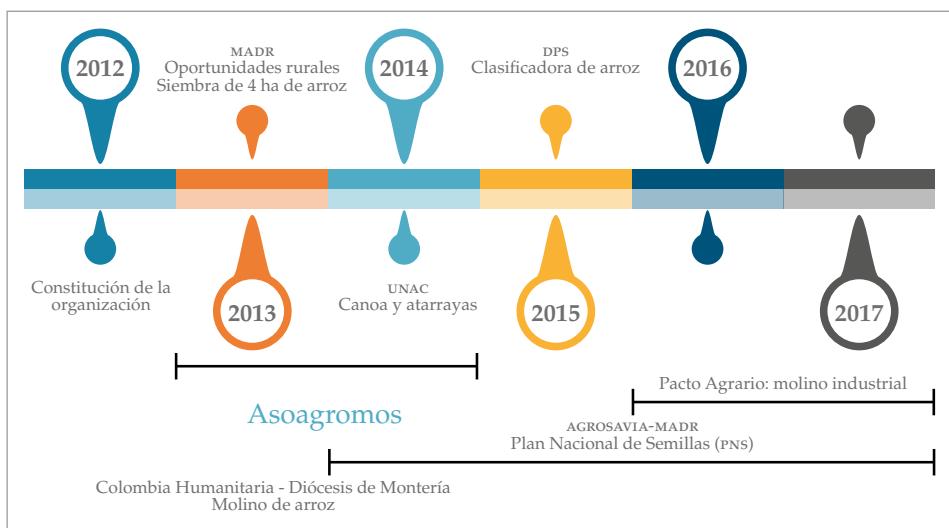 2012
MADR
Oportunidades rurales
Siembra de 4 ha de arroz
2014
DPS
Clasificadora de arroz
2016
Constitución de la
organización
2013
UNAC
Canoa y atarrayas
2015
2017
Pacto Agrario: molino industrial
Asoagromos
AGROSAVIA-MADR
Plan Nacional de Semillas (PNS)
Colombia Humanitaria - Diócesis de Montería
Molino de arroz